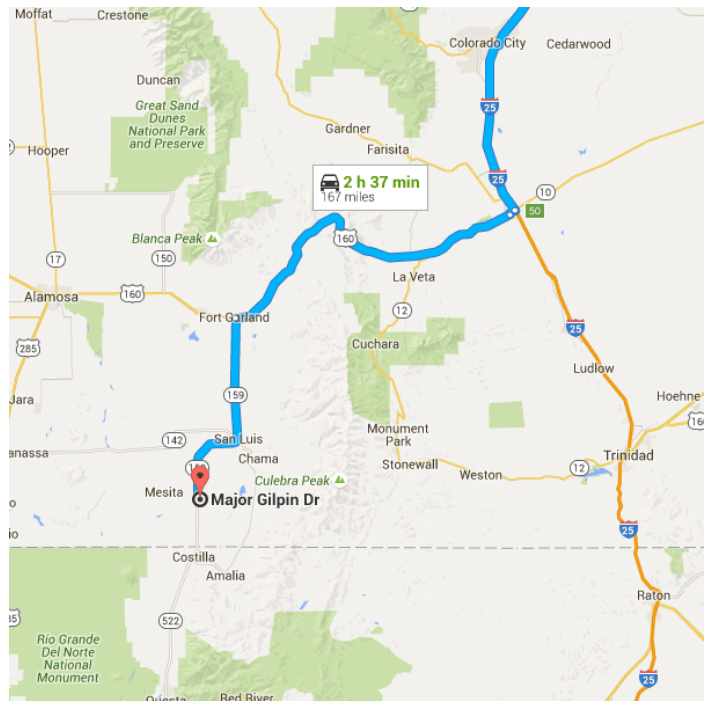 Moffat
Crestone
Colorado City
Cedarwood
Duncan
Great Sand
Dunes
National Park
and Preserve
25
Gardner
Hooper
Farisita
25
2 h 37 min
167 miles
10
50
Blanca Peak
160
17
150
La Veta
Alamosa
160
12
Fort Garland
25
285
Cuchara
Ludlow
Jara
159
Hoehne
142
San Luis
Monument
Park
160
anassa
Chama
Trinidad
Stonewall
Weston
12
Mesita
Culebra Peak
Major Gilpin Dr
25
Costilla
Amalia
Raton
522
Rio Grande
Del Norte
National
Monument
25
Questa
Red River